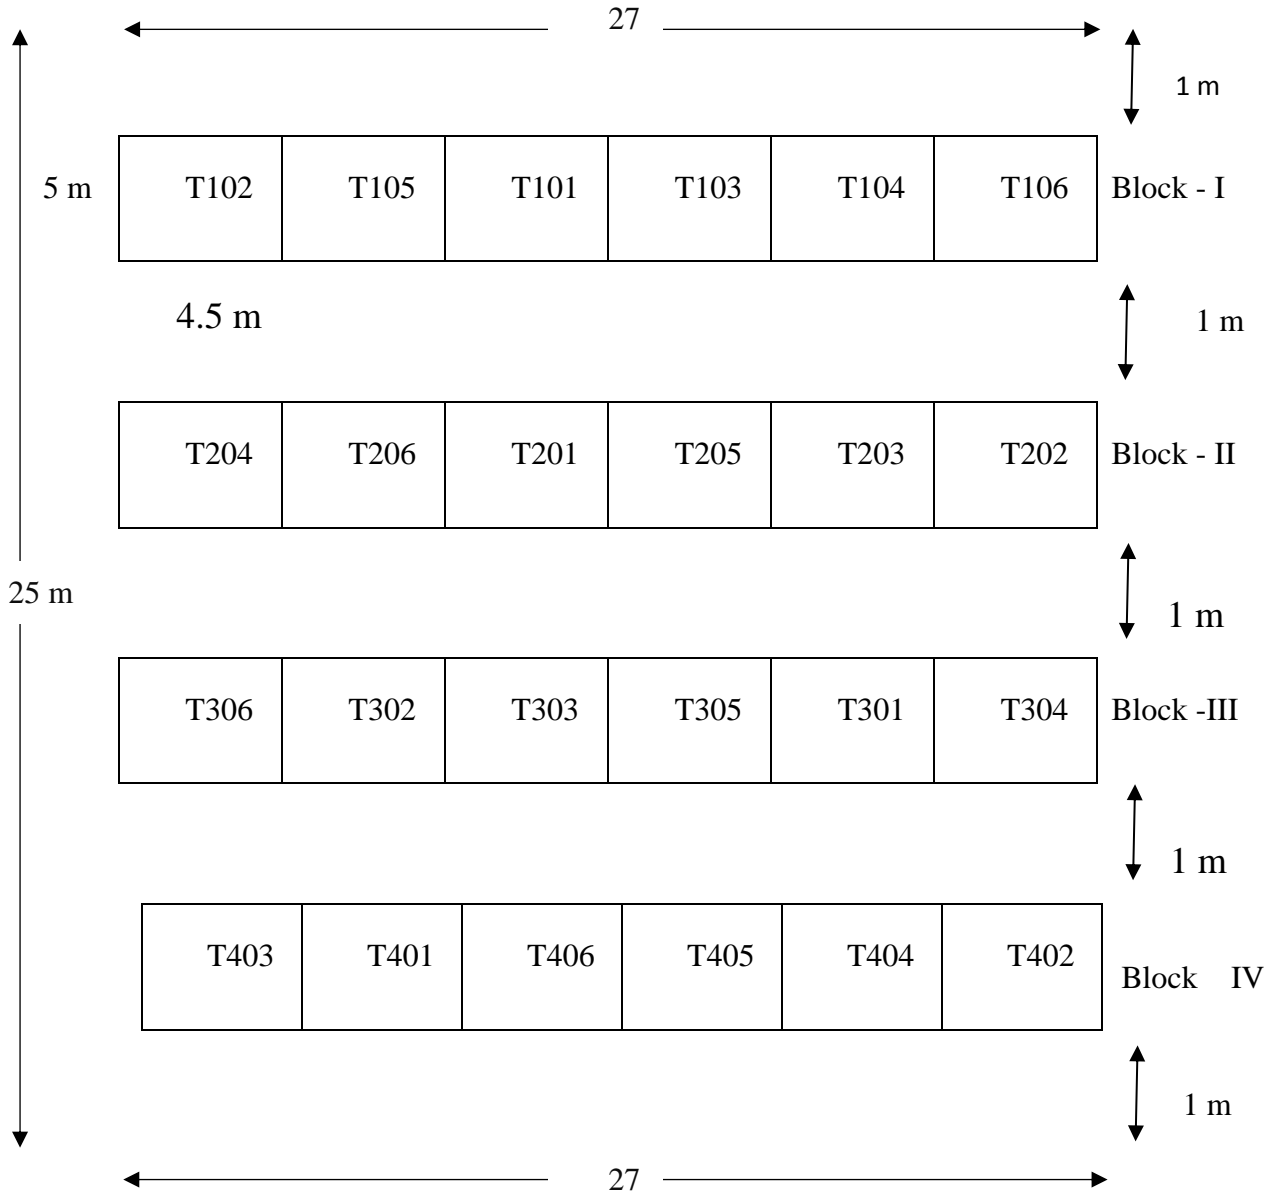 27
1 m
5 m T102 T105 T101 T103 T104 T106 Block - I
4.5 m 1 m
T204 T206 T201 T205 T203 T202 Block - II
25 m
1 m
T306 T302 T303 T305 T301 T304 Block -III
1 m
T403 T401 T406 T405 T404 T402 Block IV
1 m
27